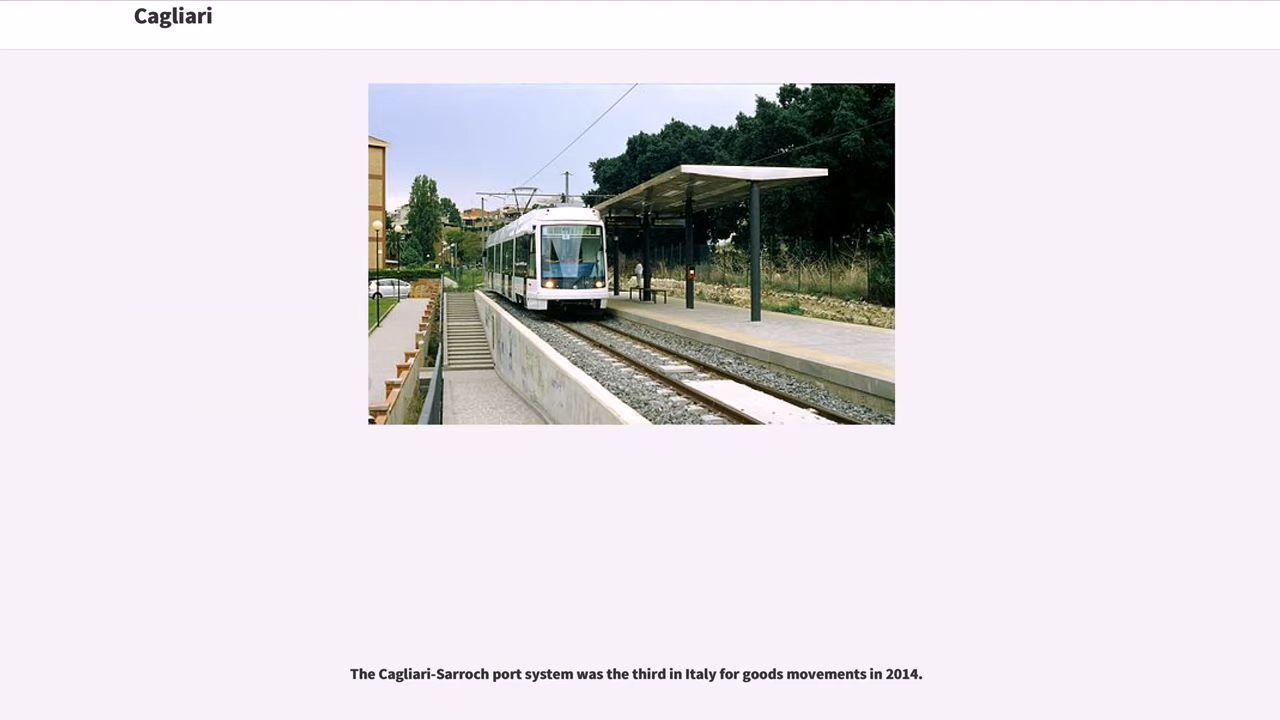 Cagliari
The Cagliari-Sarroch port system was the third in Italy for goods movements in 2014.